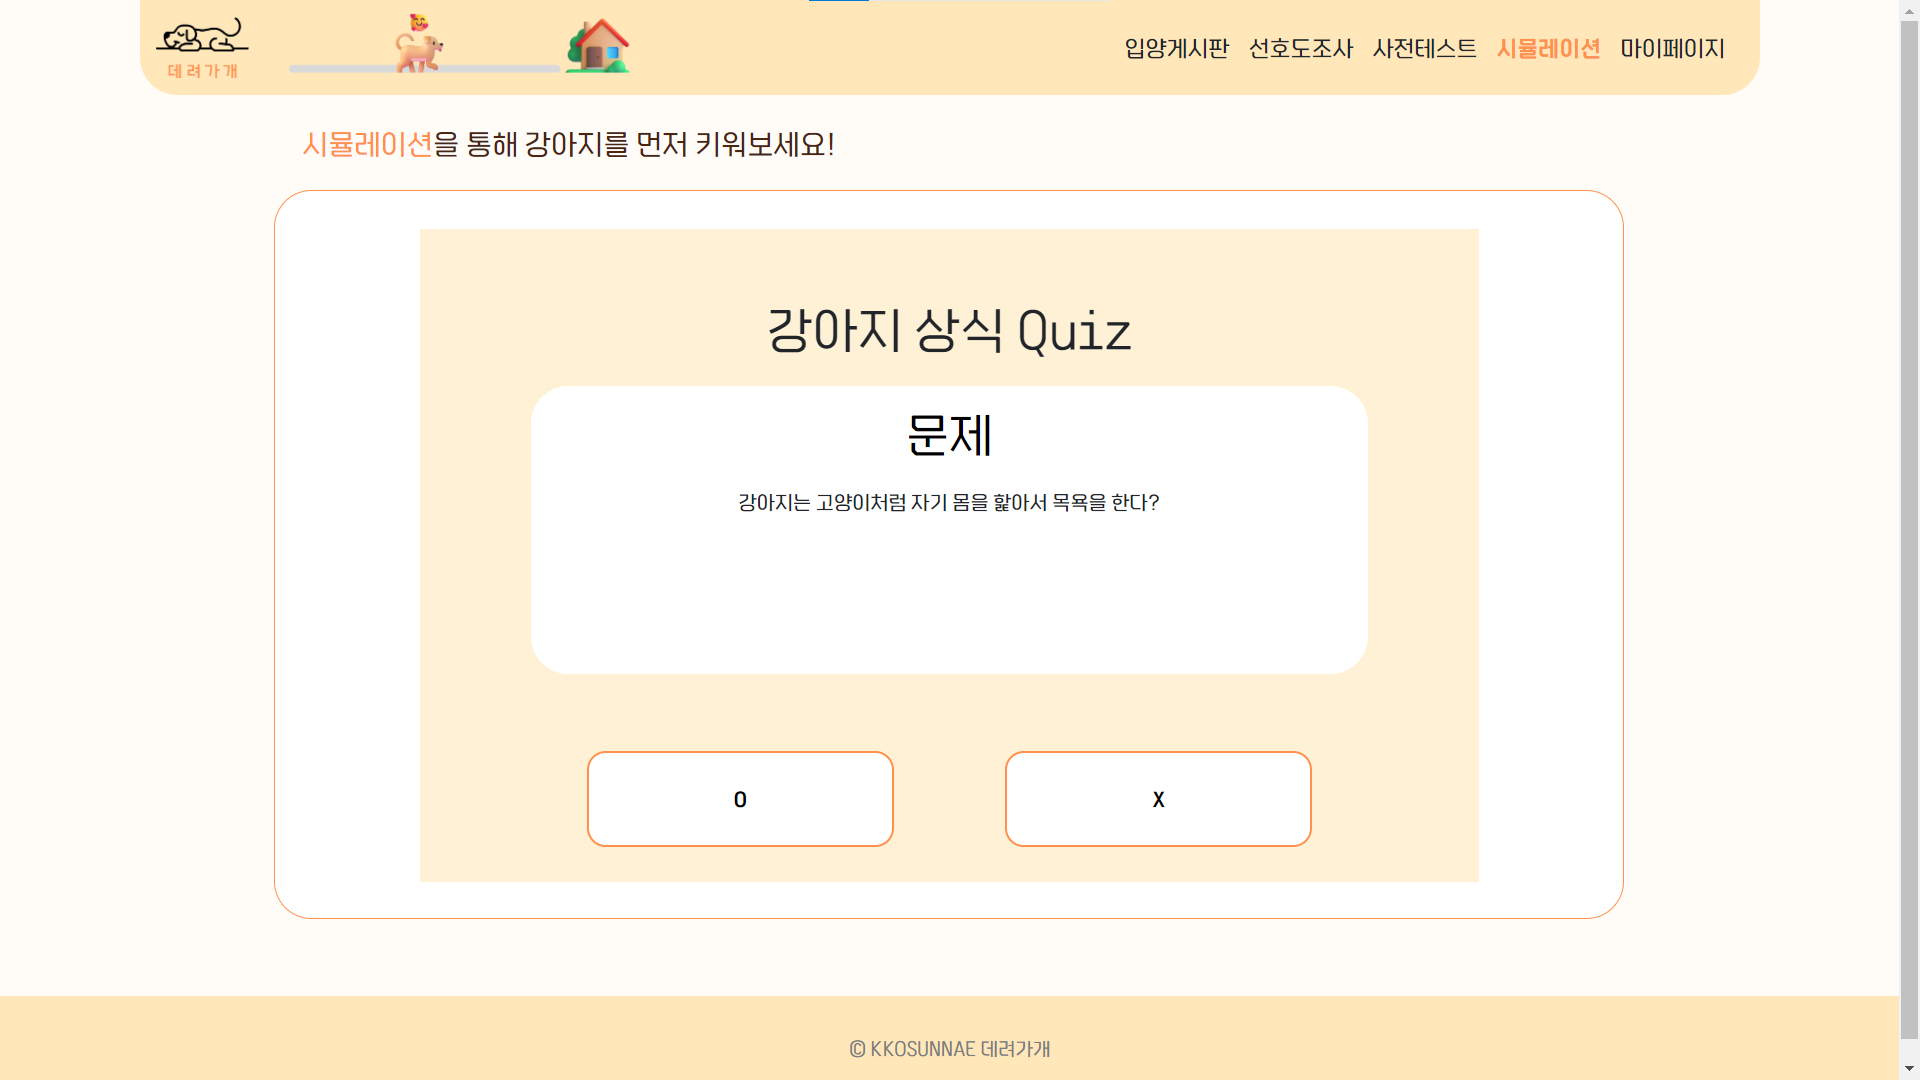 데려가개
입양게시판 선호도조사 사전테스트 시뮬레이션 마이페이지
시뮬레이션을 통해 강아지를 먼저 키워보세요!
강아지 상식 Quiz
문제
강아지는 고양이처럼 자기 몸을 핥아서 목욕을 한다?
O
X
© KKOSUNNAE 데려가개